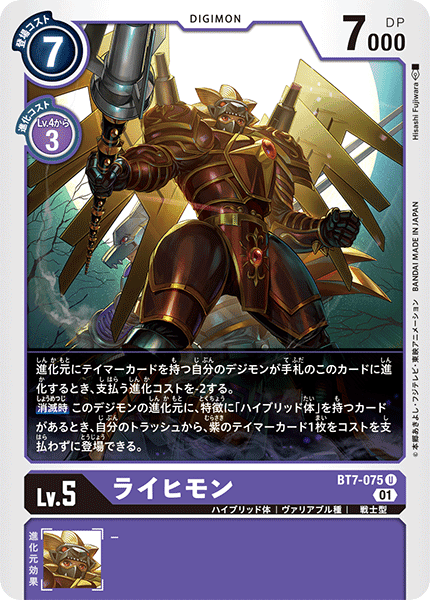 DIGIMON
登場コスト
7
7000
DP
進化コスト
Lv.4から
3
Hisashi Fujiwara
© 本郷あきよし・フジテレビ・東映アニメーション BANDAI MADE IN JAPAN
進化元にテイマーカードを持つ自分のデジモンが手札のこのカードに進
化するとき、支払う進化コストを-2する。
消滅時 このデジモンの進化元に、特徴に「ハイブリッド体」を持つカード
があるとき、自分のトラッシュから、紫のテイマーカード1枚をコストを支
払わずに登場できる。
Lv.5
ライヒモン
BT7-075 U
01
ハイブリッド体 | ヴァリアブル種 | 戦士型
進化元効果
–